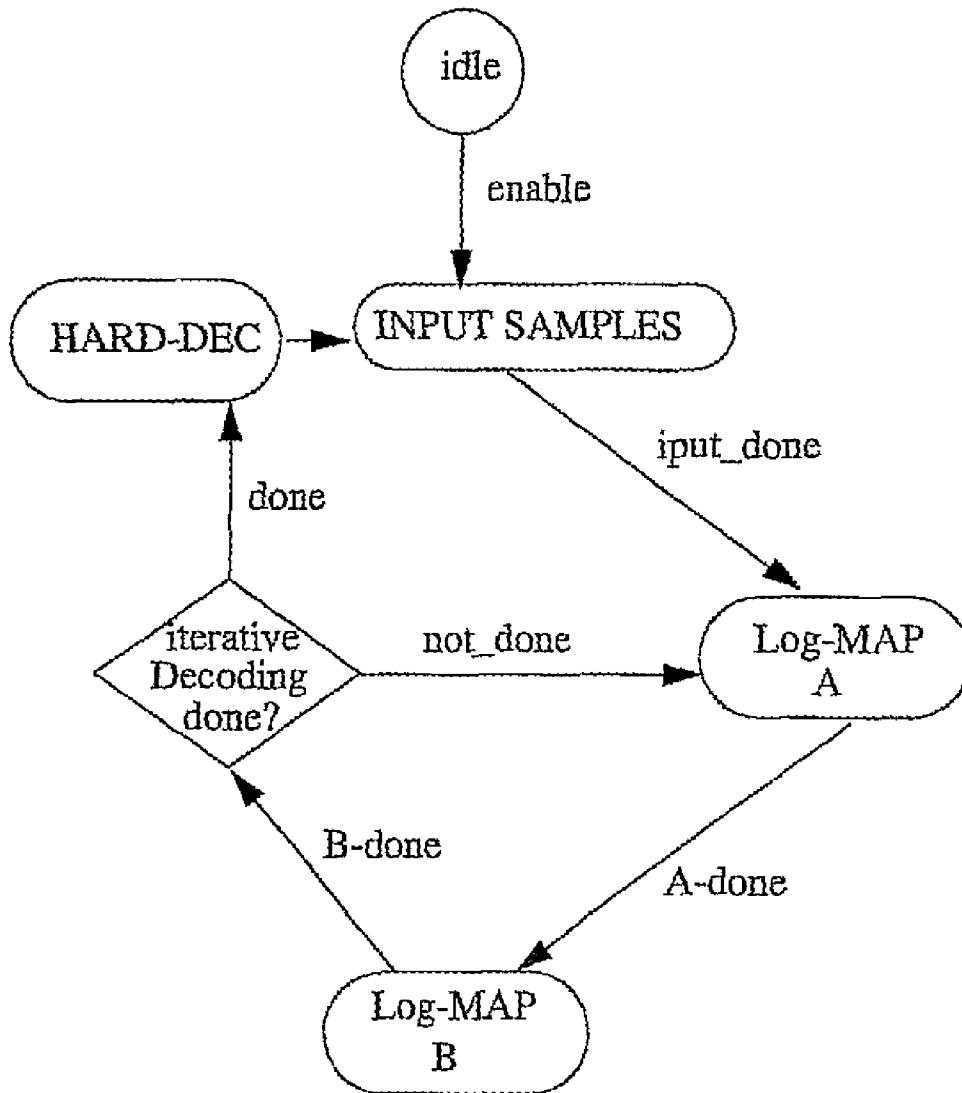 idle
enable
HARD-DEC
INPUT SAMPLES
iput_done
done
iterative
Decoding
done?
not_done
Log-MAP
A
B-done
A-done
Log-MAP
B